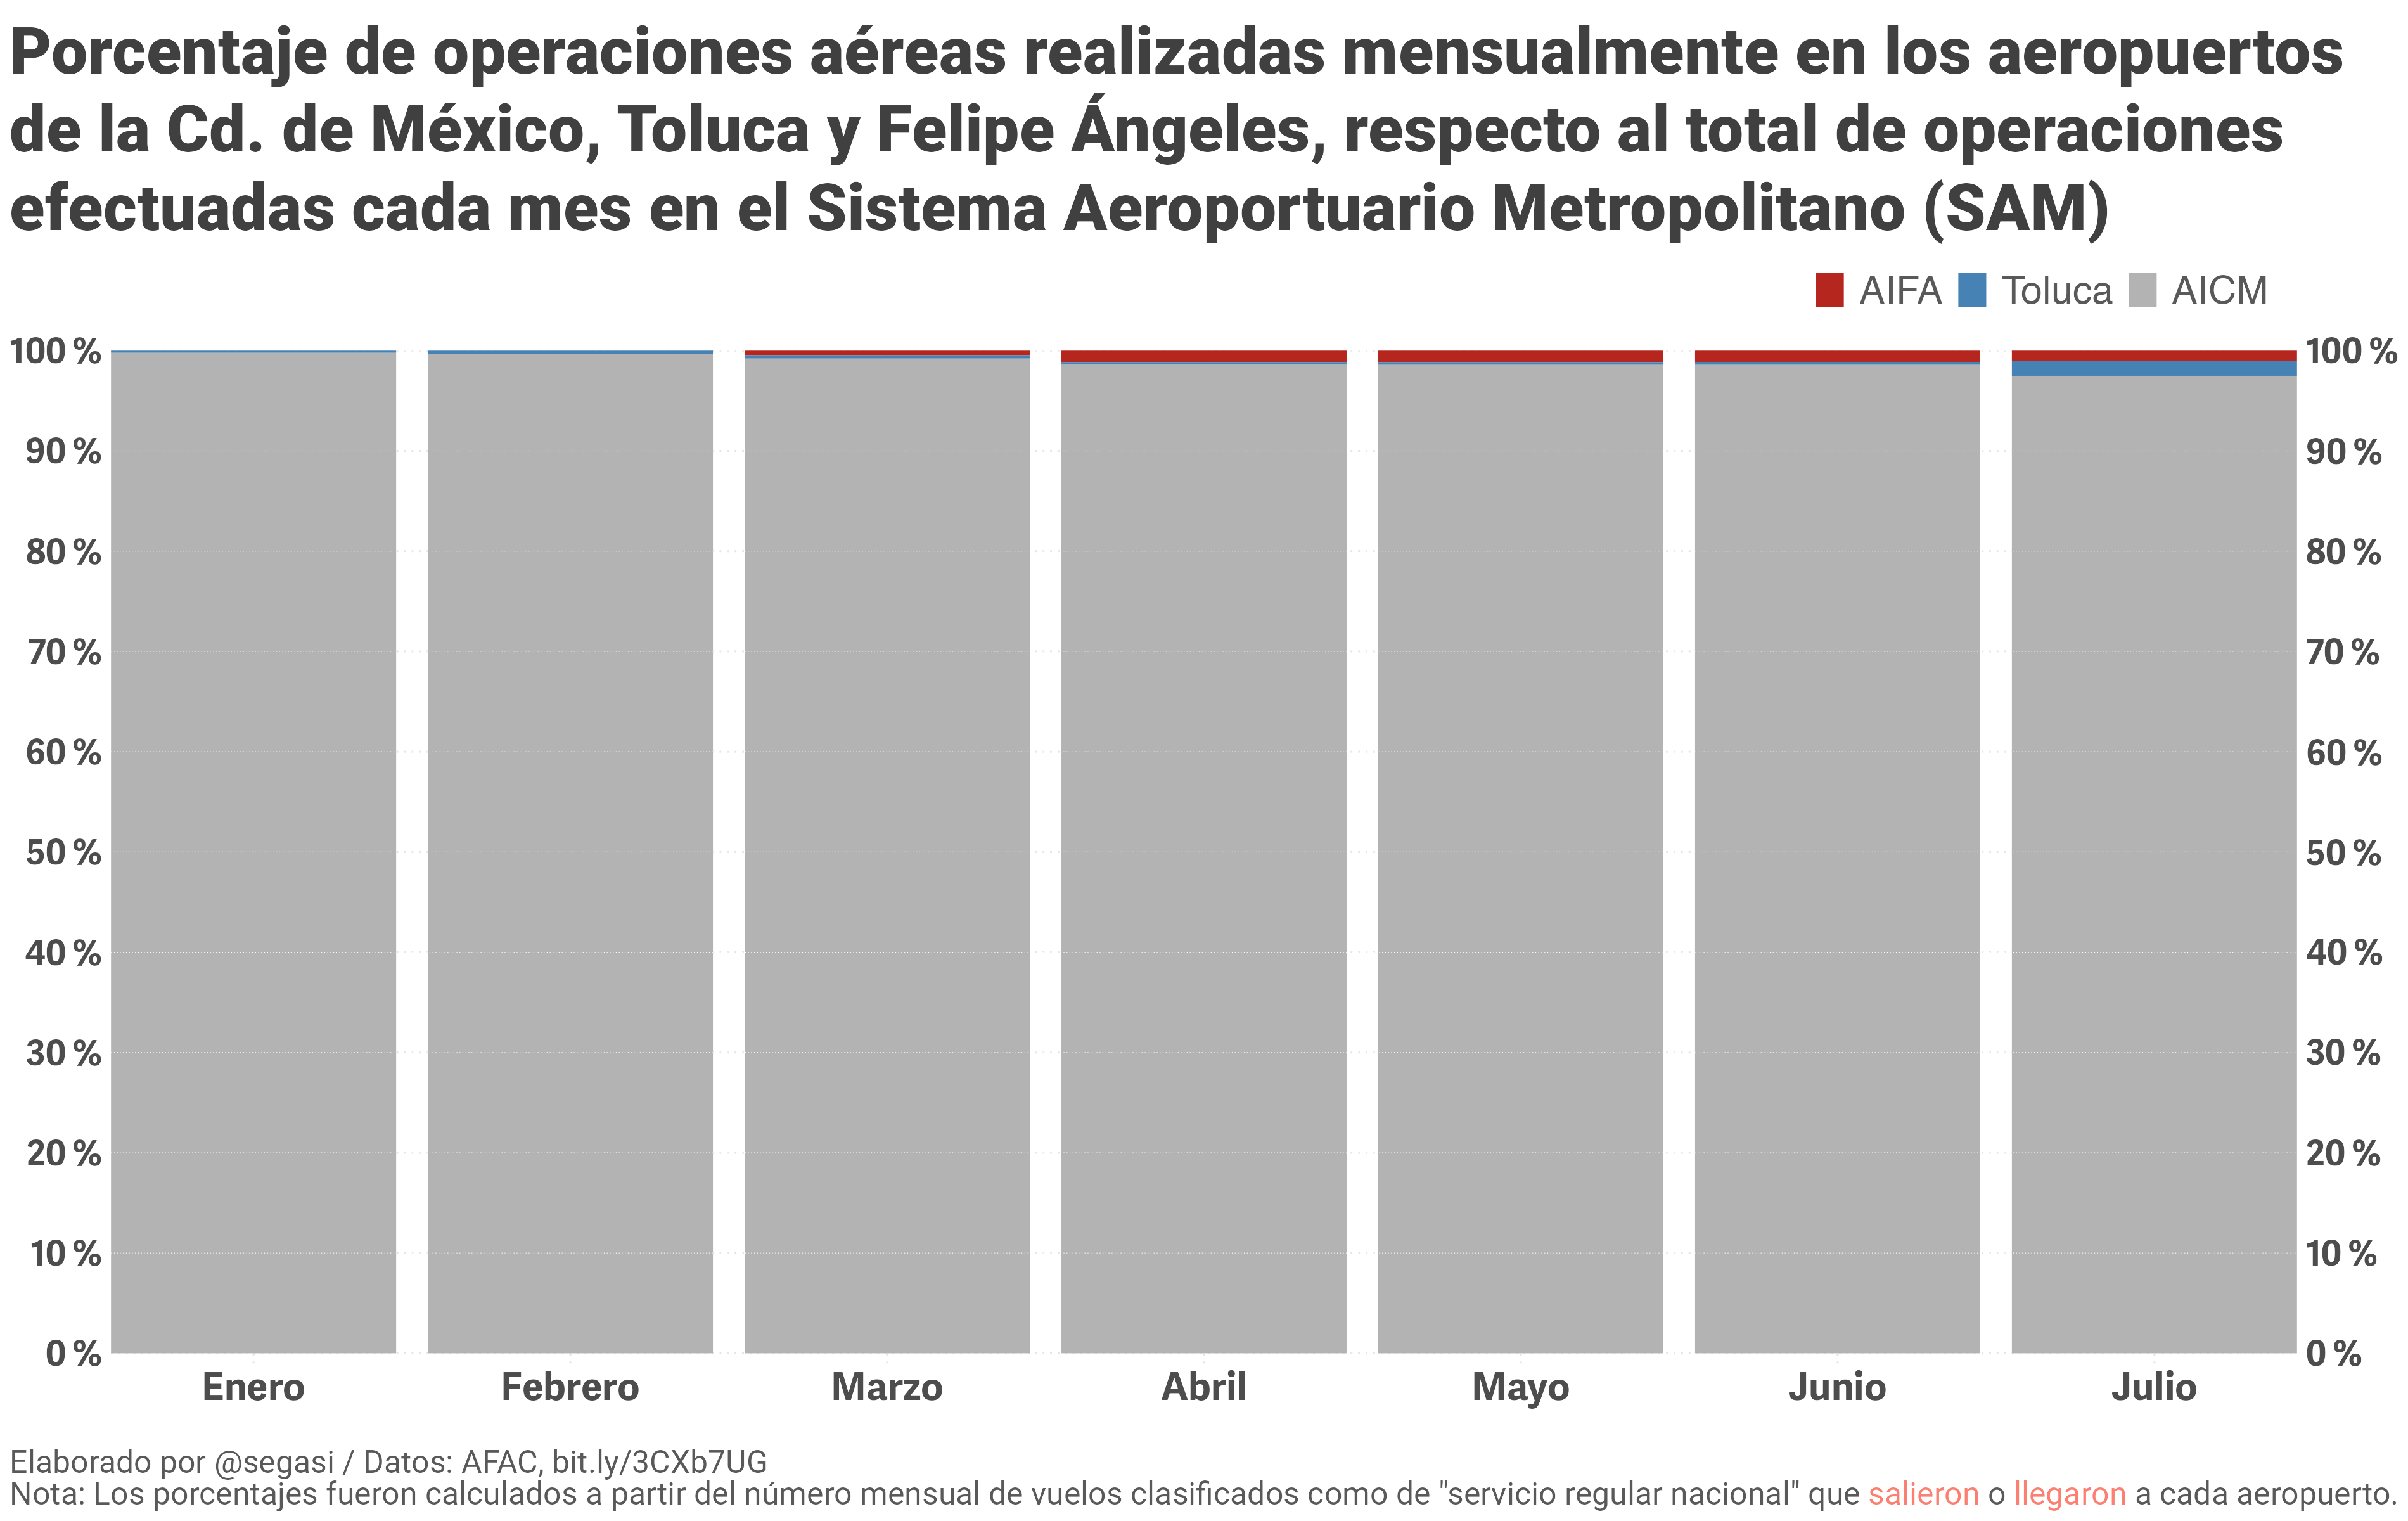 Porcentaje de operaciones aéreas realizadas mensualmente en los aeropuertos
de la Cd. de México, Toluca y Felipe Ángeles, respecto al total de operaciones
efectuadas cada mes en el Sistema Aeroportuario Metropolitano (SAM)
AIFA Toluca AICM
100 % 100 %
90 % 90 %
80 % 80 %
70 % 70 %
60 % 60 %
50 % 50 %
40 % 40 %
30 % 30 %
20 % 20 %
10 % 10 %
0 % 0 %
Enero Febrero Marzo Abril Mayo Junio Julio
Elaborado por @segasi / Datos: AFAC, bit.ly/3CXb7UG
Nota: Los porcentajes fueron calculados a partir del número mensual de vuelos clasificados como de "servicio regular nacional" que salieron o llegaron a cada aeropuerto.